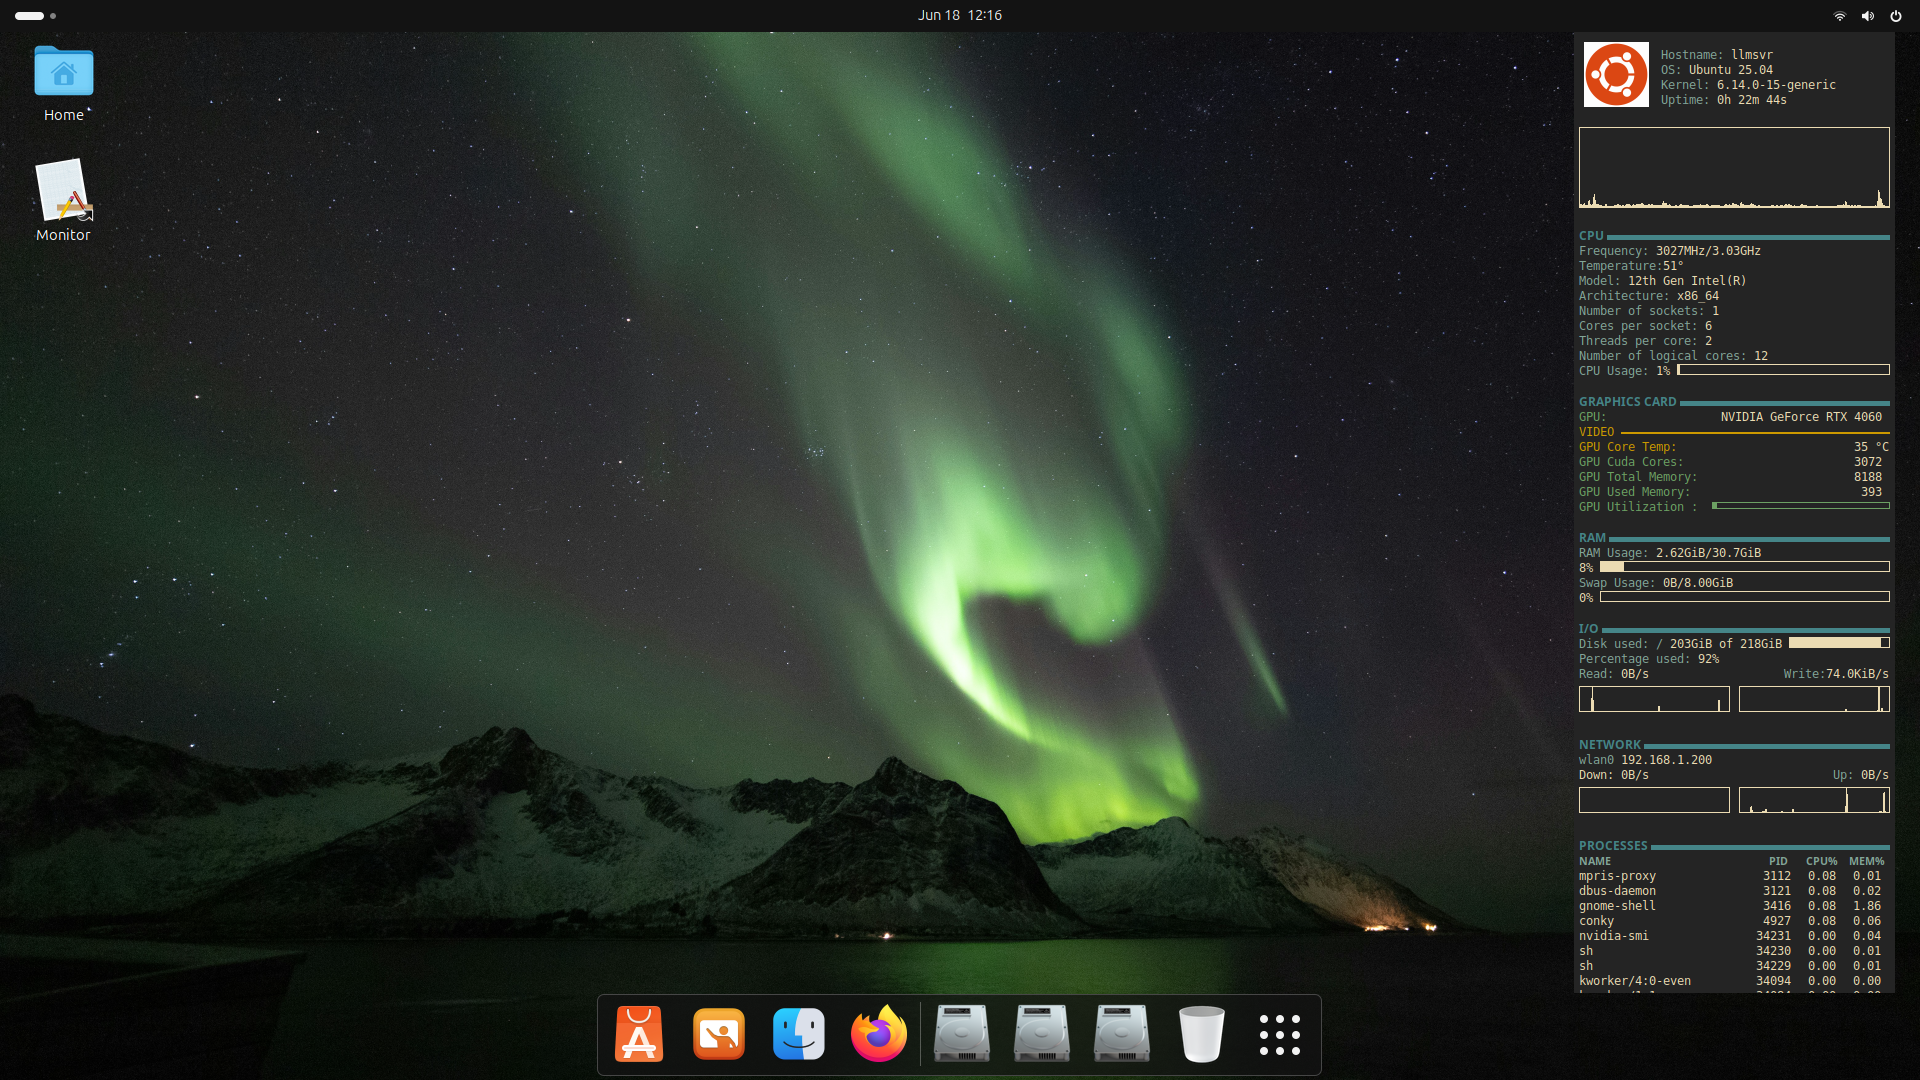 Jun 18 12:16
Home
Monitor
Hostname: llmsvr
OS: Ubuntu 25.04
Kernel: 6.14.0-15-generic
Uptime: 0h 22m 44s
CPU
Frequency: 3027MHz/3.03GHz
Temperature:51°
Model: 12th Gen Intel(R)
Architecture: x86_64
Number of sockets: 1
Cores per socket: 6
Threads per core: 2
Number of logical cores: 12
CPU Usage: 1%
GRAPHICS CARD
GPU: NVIDIA GeForce RTX 4060
VIDEO
GPU Core Temp: 35 °C
GPU Cuda Cores: 3072
GPU Total Memory: 8188
GPU Used Memory: 393
GPU Utilization :
RAM
RAM Usage: 2.62GiB/30.7GiB
8%
Swap Usage: 0B/8.00GiB
0%
I/O
Disk used: / 203GiB of 218GiB
Percentage used: 92%
Read: 0B/s Write:74.0KiB/s
NETWORK
wlan0 192.168.1.200
Down: 0B/s Up: 0B/s
PROCESSES
NAME PID CPU% MEM%
mpris-proxy 3112 0.08 0.01
dbus-daemon 3121 0.08 0.02
gnome-shell 3416 0.08 1.86
conky 4927 0.08 0.06
nvidia-smi 34231 0.00 0.04
sh 34230 0.00 0.01
sh 34229 0.00 0.01
kworker/4:0-even 34094 0.00 0.00